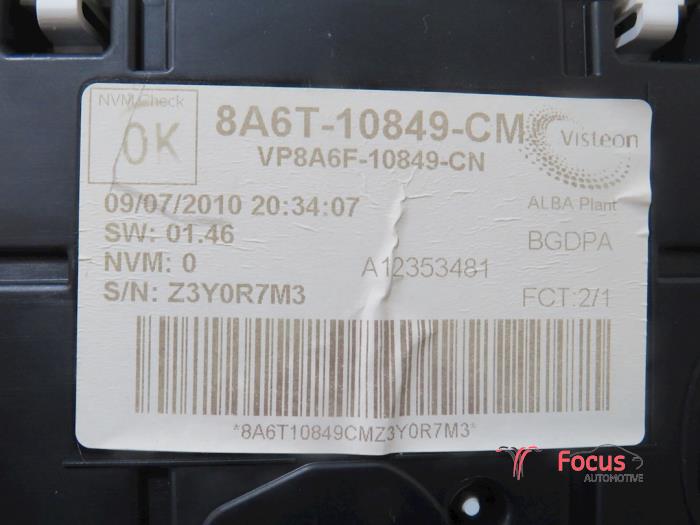 NVM Check
OK
8A6T-10849-CM
VP8A6F-10849-CN
Visteon
09/07/2010 20:34:07
ALBA Plant
SW: 01.46
BGDPA
NVM: 0
A12353481
S/N: Z3Y0R7M3
FCT:2/1
*8A6T10849CMZ3Y0R7M3*
Focus
AUTOMOTIVE